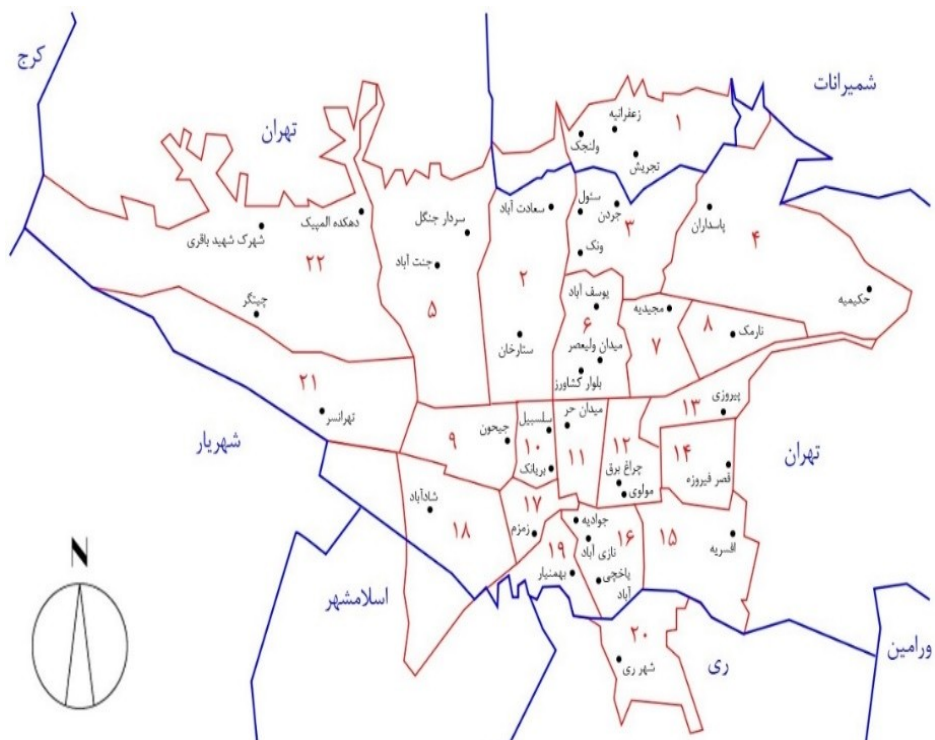 کرج
تهران
شمیرانات
زعفرانیه
۱
ولنجک
تجریش
سعادت آباد
سئول
جردن
پاسداران
دهکده المپیک
سردار جنگل
شهرک شهید باقری
۳
۴
ونک
جنت آباد
۲۲
۲
یوسف آباد
حکیمیه
۵
چیتگر
مجیدیه
۶
۸
نارمک
ستارخان
میدان ولیعصر
۷
بلوار کشاورز
۲۱
تهرانسر
۱۳
پیروزی
میدان حر
سلسبیل
شهریار
۹
جیحون
۱۰
۱۱
۱۲
۱۴
تهران
بریانک
چراغ برق
قصر فیروزه
مولوی
شادآباد
۱۷
۱۸
زمزم
جوادیه
۱۶
۱۵
افسریه
نازی آباد
۱۹
N
بهمنیار
یاخچی
آباد
اسلامشهر
۲۰
ورامین
شهر ری
ری